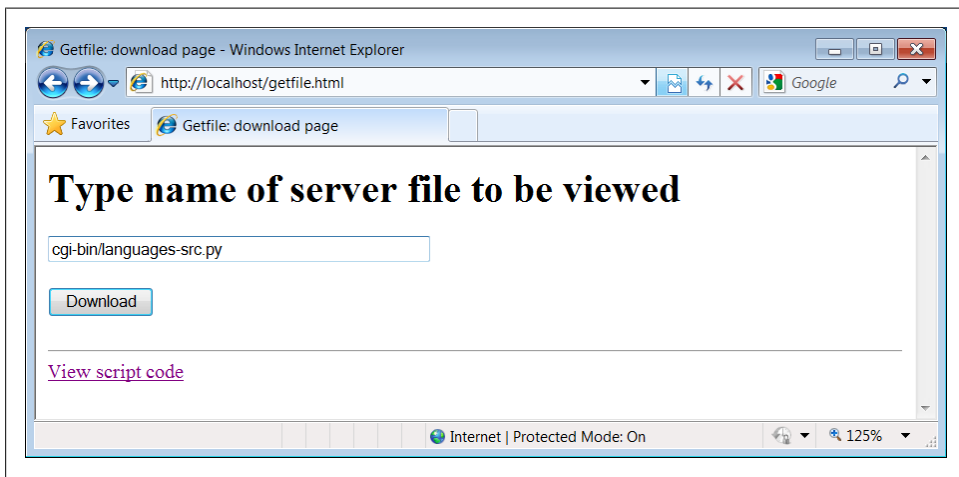 Getfile: download page - Windows Internet Explorer
http://localhost/getfile.html
Google
Favorites
Getfile: download page
Type name of server file to be viewed
cgi-bin/languages-src.py
Download
View script code
Internet | Protected Mode: On
125%